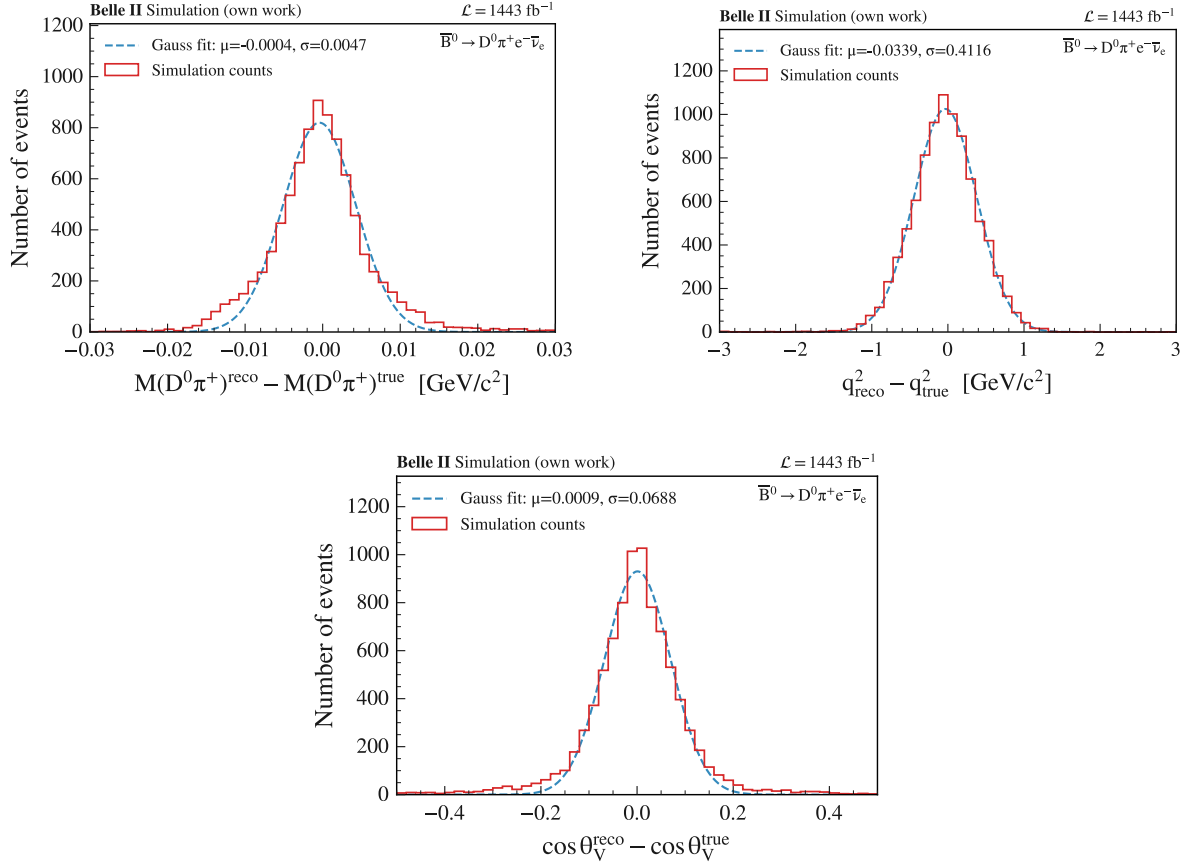 Belle II Simulation (own work) ℒ = 1443 fb⁻¹
Gauss fit: μ=-0.0004, σ=0.0047
Simulation counts
B̅⁰ → D⁰π⁺e⁻ν̅ₑ
Number of events
1200
1000
800
600
400
200
0
−0.03 −0.02 −0.01 0.00 0.01 0.02 0.03
M(D⁰π⁺)^reco − M(D⁰π⁺)^true [GeV/c²]
Belle II Simulation (own work) ℒ = 1443 fb⁻¹
Gauss fit: μ=-0.0339, σ=0.4116
Simulation counts
B̅⁰ → D⁰π⁺e⁻ν̅ₑ
Number of events
1200
1000
800
600
400
200
0
−3 −2 −1 0 1 2 3
q²_reco − q²_true [GeV/c²]
Belle II Simulation (own work) ℒ = 1443 fb⁻¹
Gauss fit: μ=0.0009, σ=0.0688
Simulation counts
B̅⁰ → D⁰π⁺e⁻ν̅ₑ
Number of events
1200
1000
800
600
400
200
0
−0.4 −0.2 0.0 0.2 0.4
cos θ_V^reco − cos θ_V^true